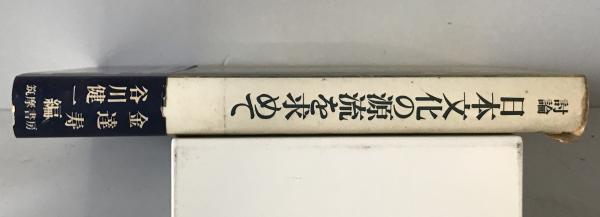 討論
日本文化の源流を求めて
金達寿
谷川健一
編
筑摩書房